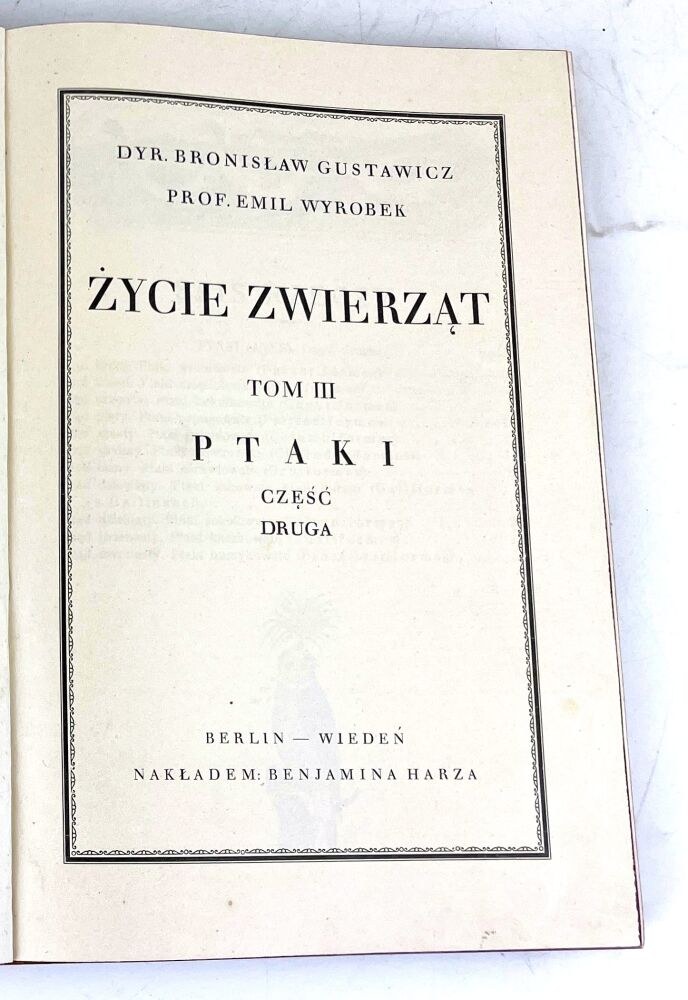 DYR. BRONISŁAW GUSTAWICZ
PROF. EMIL WYROBEK
ŻYCIE ZWIERZĄT
TOM III
PTAKI
CZĘŚĆ
DRUGA
BERLIN — WIEDEŃ
NAKŁADEM: BENJAMINA HARZA